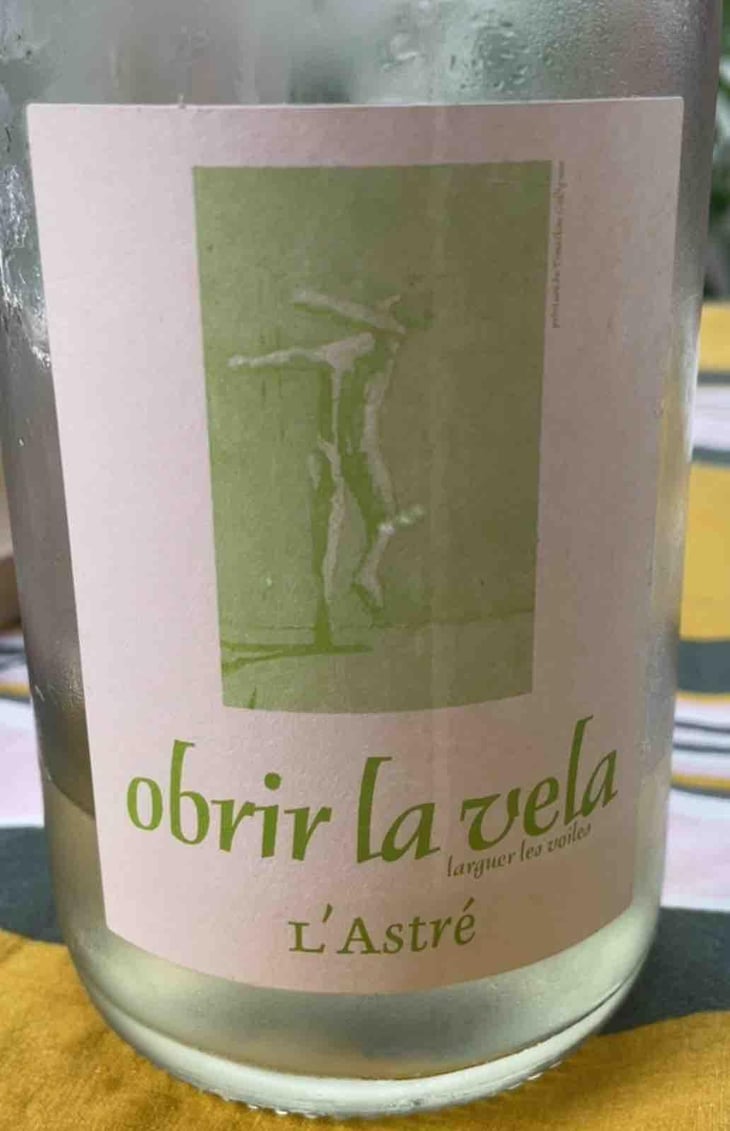 obrir la vela
larguer les voiles
L'Astré